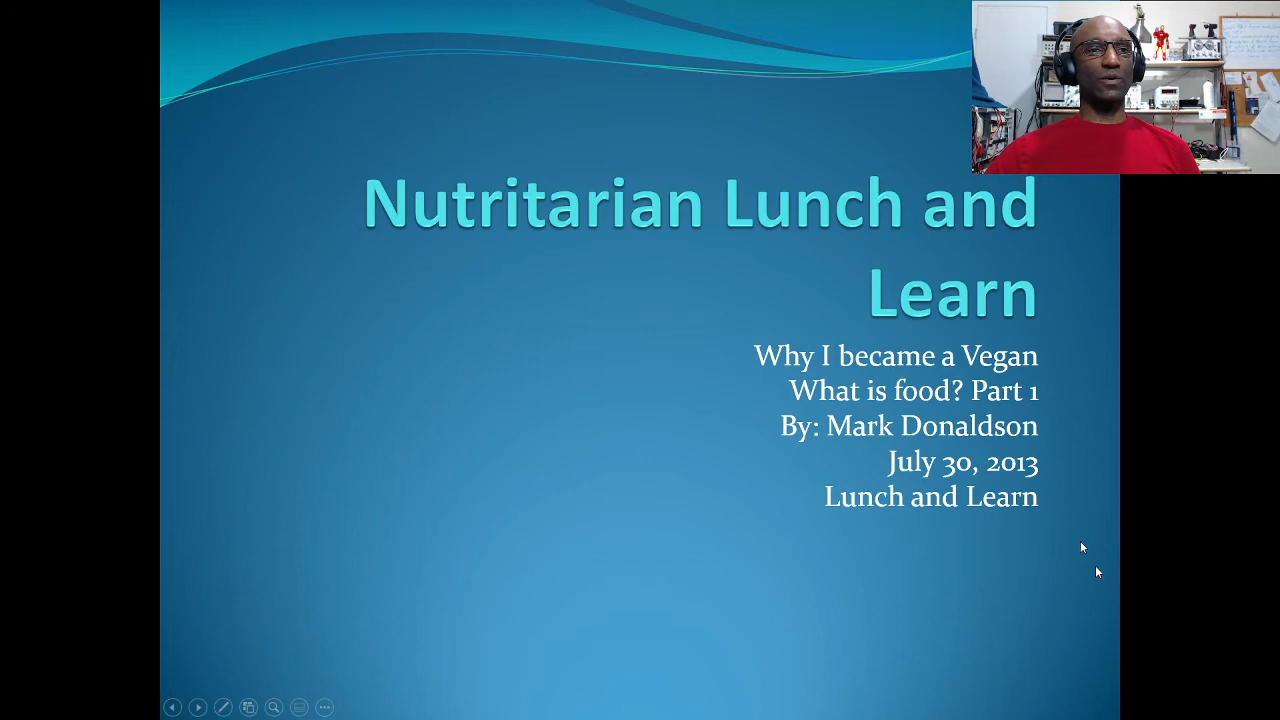 Nutritarian Lunch and
Learn
Why I became a Vegan
What is food? Part 1
By: Mark Donaldson
July 30, 2013
Lunch and Learn